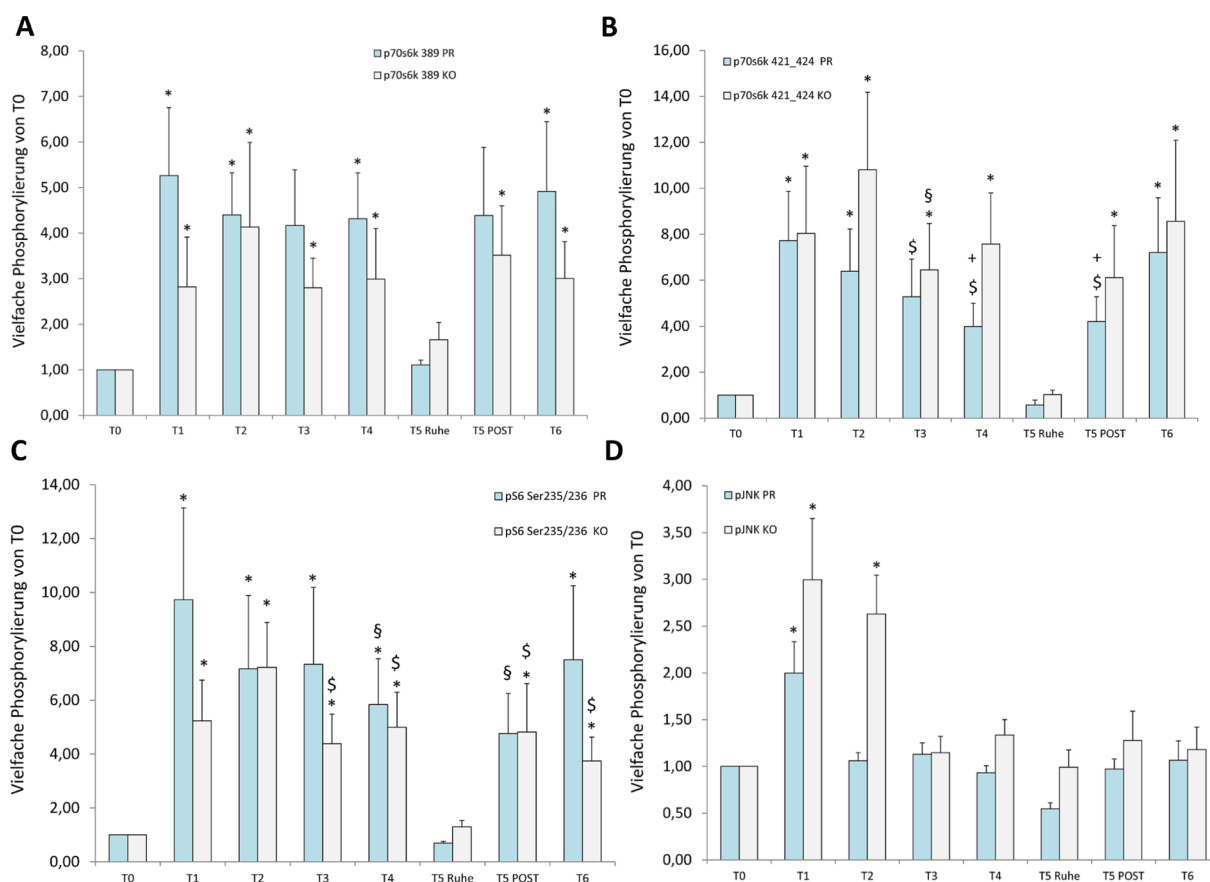 A
Vielfache Phosphorylierung von T0
8,00
7,00
6,00
5,00
4,00
3,00
2,00
1,00
0,00
p70s6k 389 PR
p70s6k 389 KO
* * * * * * * * * *
T0 T1 T2 T3 T4 T5 Ruhe T5 POST T6
B
Vielfache Phosphorylierung von T0
16,00
14,00
12,00
10,00
8,00
6,00
4,00
2,00
0,00
p70s6k 421_424 PR
p70s6k 421_424 KO
* * * * $ § * + $ * + $ * * *
T0 T1 T2 T3 T4 T5 Ruhe T5 POST T6
C
Vielfache Phosphorylierung von T0
14,00
12,00
10,00
8,00
6,00
4,00
2,00
0,00
pS6 Ser235/236 PR
pS6 Ser235/236 KO
* * * * * $ * § * $ * § $ * * $ *
T0 T1 T2 T3 T4 T5 Ruhe T5 POST T6
D
Vielfache Phosphorylierung von T0
4,00
3,50
3,00
2,50
2,00
1,50
1,00
0,50
0,00
pJNK PR
pJNK KO
* * *
T0 T1 T2 T3 T4 T5 Ruhe T5 POST T6